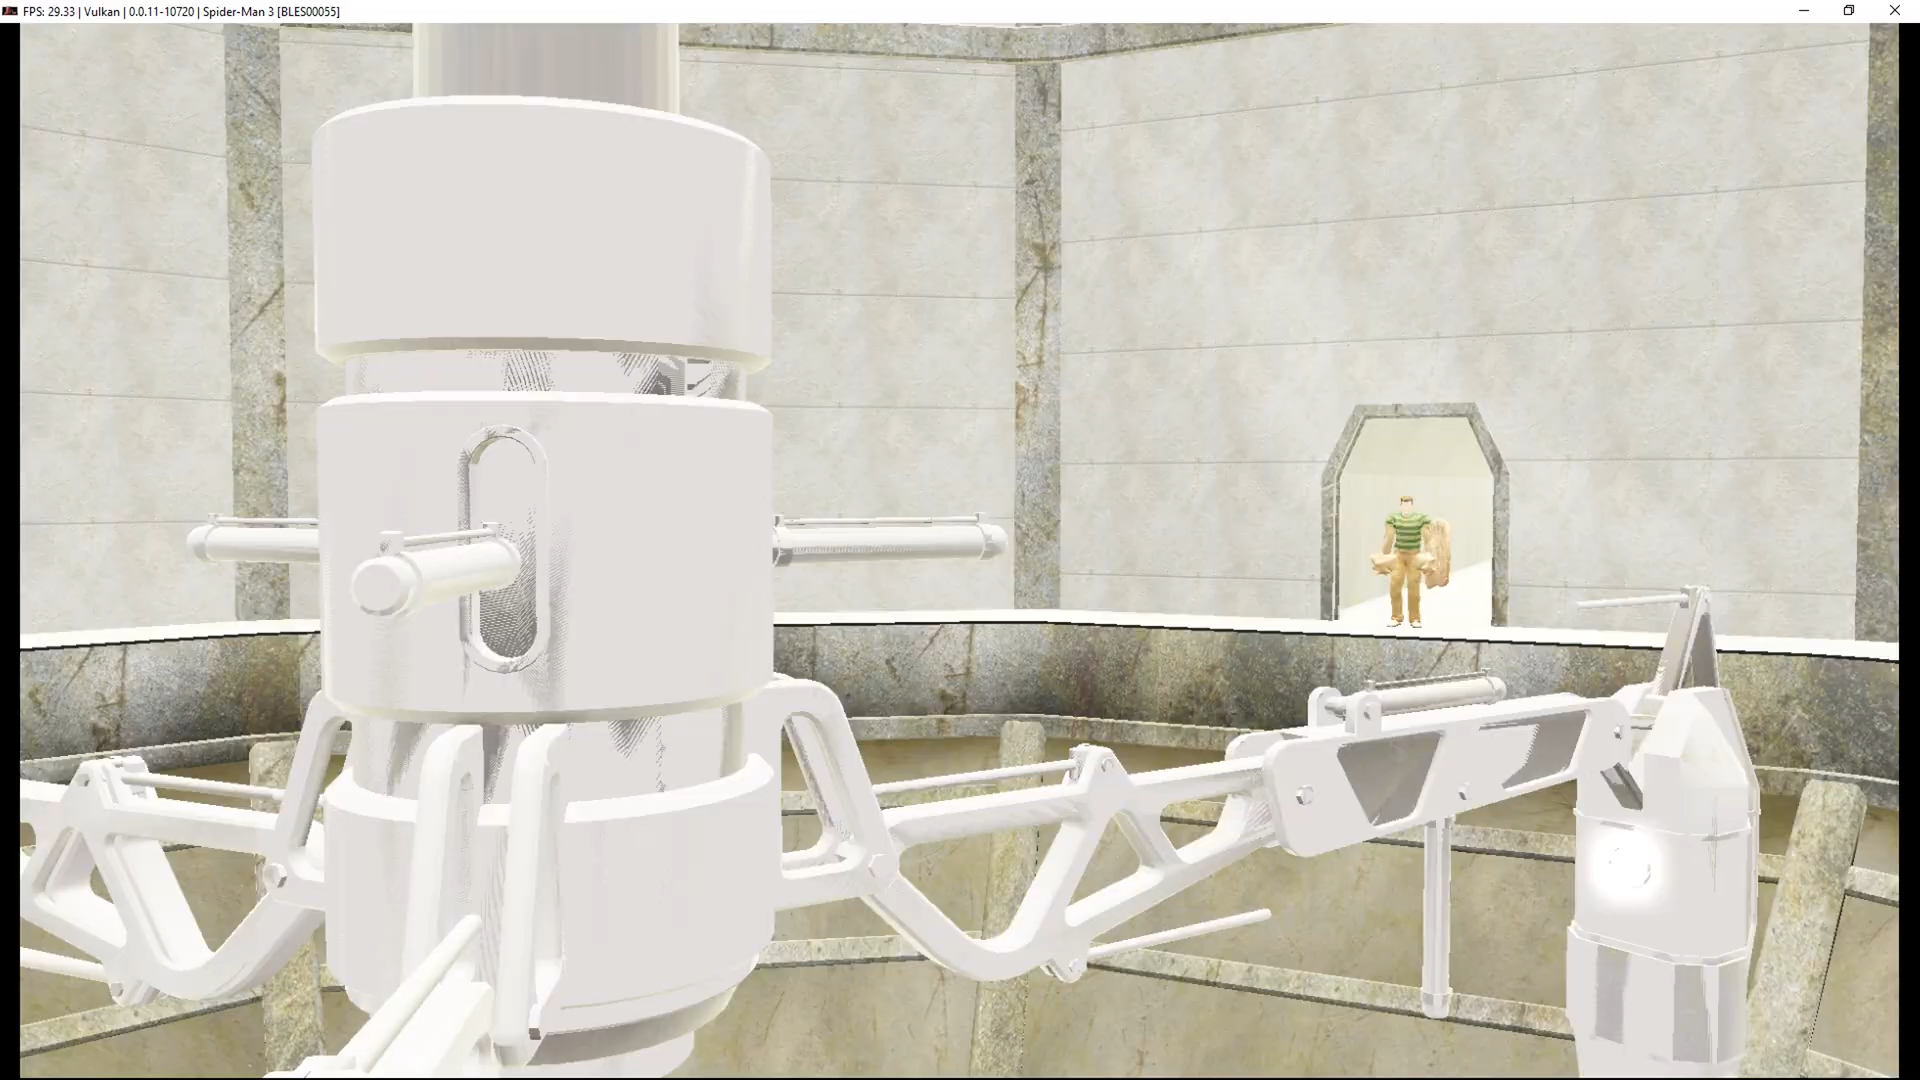 FPS: 29.33 | Vulkan | 0.0.11-10720 | Spider-Man 3 [BLES00055]